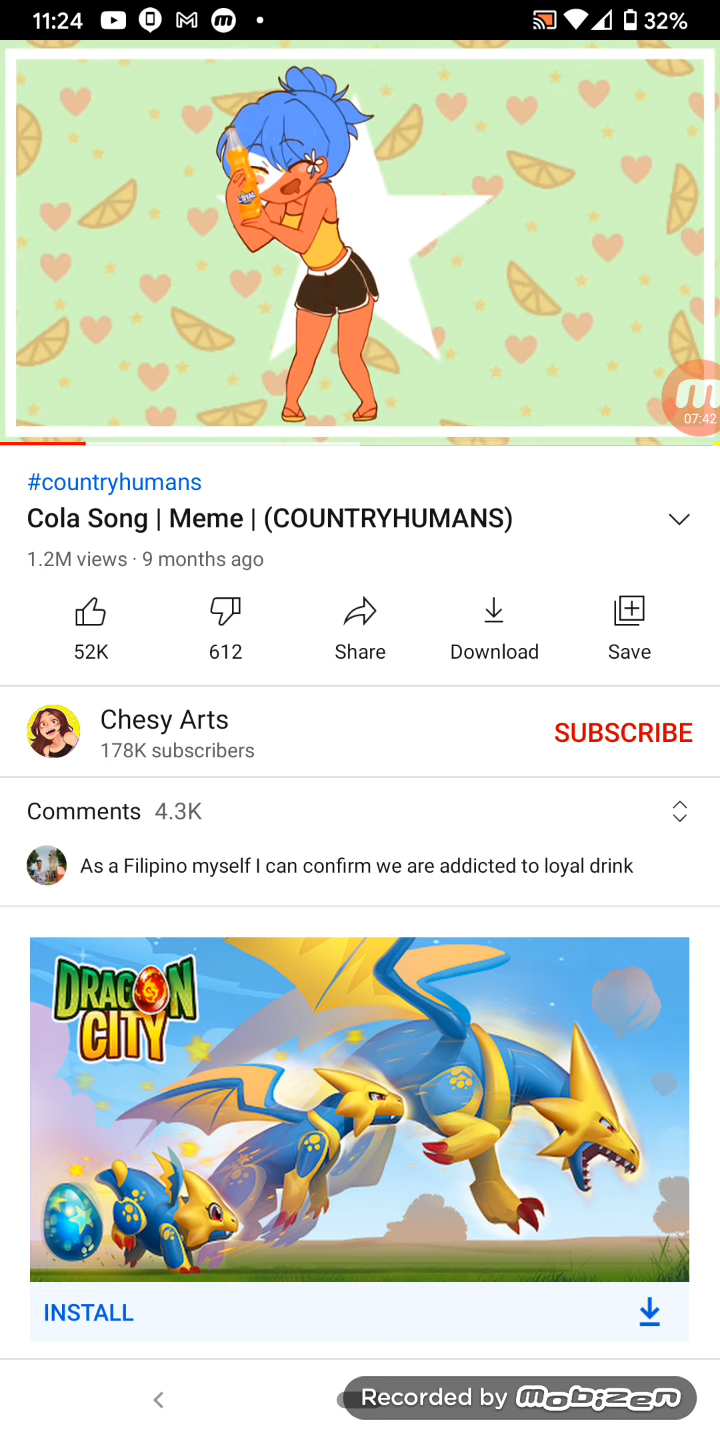 11:24
32%
LOYAL
07:42
#countryhumans
Cola Song | Meme | (COUNTRYHUMANS)
1.2M views · 9 months ago
52K
612
Share
Download
Save
Chesy Arts
178K subscribers
SUBSCRIBE
Comments 4.3K
As a Filipino myself I can confirm we are addicted to loyal drink
DRAGON
CITY
INSTALL
Recorded by mobizen